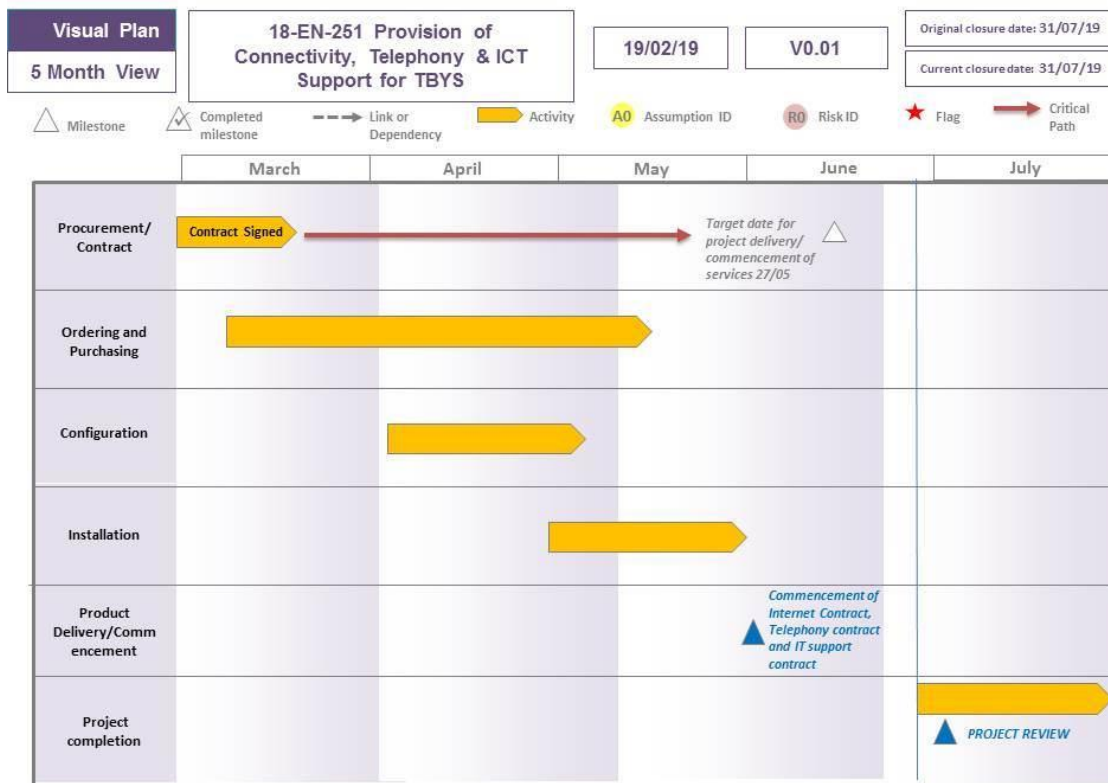 Visual Plan
5 Month View
18-EN-251 Provision of
Connectivity, Telephony & ICT
Support for TBYS
19/02/19
V0.01
Original closure date: 31/07/19
Current closure date: 31/07/19
Milestone
Completed
milestone
Link or
Dependency
Activity
A0 Assumption ID
R0 Risk ID
Flag
Critical
Path
March
April
May
June
July
Procurement/
Contract
Contract Signed
Target date for
project delivery/
commencement of
services 27/05
Ordering and
Purchasing
Configuration
Installation
Product
Delivery/Comm
encement
Commencement of
Internet Contract,
Telephony contract
and IT support
contract
Project
completion
PROJECT REVIEW